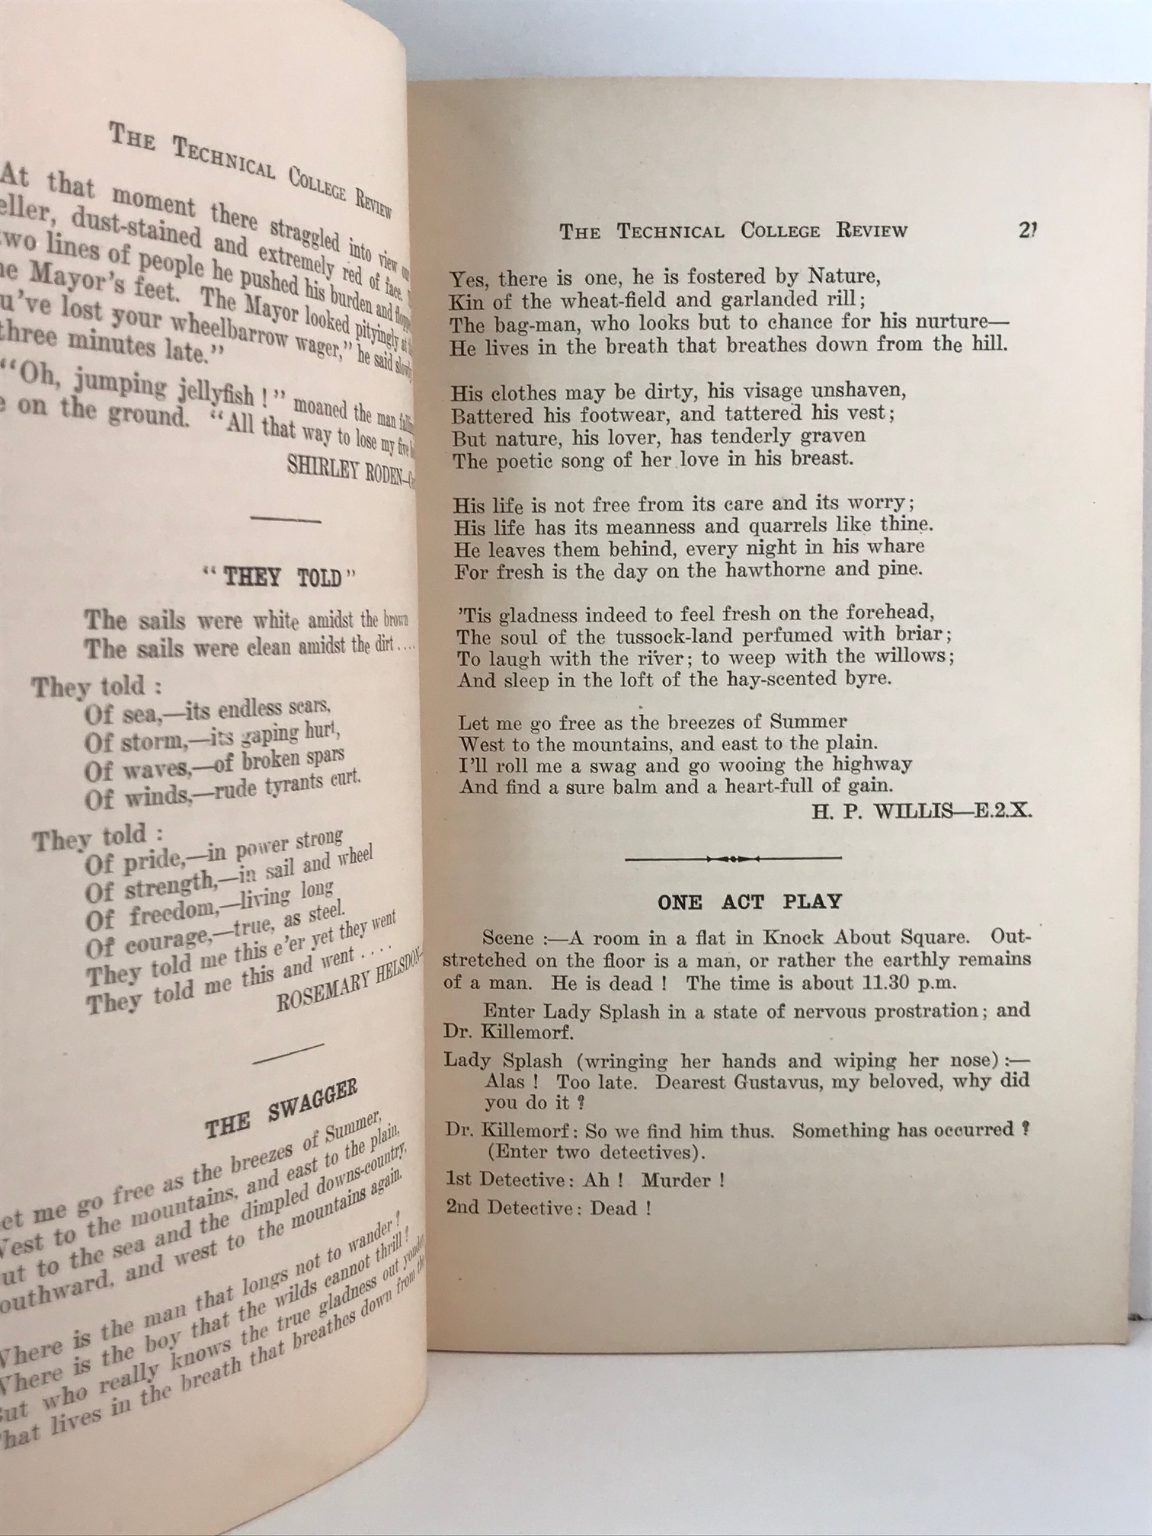 THE TECHNICAL COLLEGE REVIEW
At that moment there straggled into view
dust-stained and extremely red of face.
two lines of people he pushed his burden and
Mayor's feet. The Mayor looked pityingly at
lost your wheelbarrow wager," he said
three minutes late."
"Oh, jumping jellyfish ! " moaned the man
on the ground. "All that way to lose my five
SHIRLEY RODEN—
"THEY TOLD"
The sails were white amidst the brown
The sails were clean amidst the dirt....
They told :
Of sea,—its endless scars,
Of storm,—its gaping hurt,
Of waves,—of broken spars
Of winds,—rude tyrants curt.
They told :
Of pride,—in power strong
Of strength,—in sail and wheel
Of freedom,—living long
Of courage,—true, as steel.
They told me this e'er yet they went
They told me this and went . . . .
ROSEMARY HELSDON—
THE SWAGGER
me go free as the breezes of Summer,
West to the mountains, and east to the plain,
to the sea and the dimpled downs-country,
and west to the mountains again.
Where is the man that longs not to wander ?
Where is the boy that the wilds cannot thrill ?
But who really knows the true gladness out yonder
That lives in the breath that breathes down from the
THE TECHNICAL COLLEGE REVIEW 21
Yes, there is one, he is fostered by Nature,
Kin of the wheat-field and garlanded rill;
The bag-man, who looks but to chance for his nurture—
He lives in the breath that breathes down from the hill.
His clothes may be dirty, his visage unshaven,
Battered his footwear, and tattered his vest;
But nature, his lover, has tenderly graven
The poetic song of her love in his breast.
His life is not free from its care and its worry;
His life has its meanness and quarrels like thine.
He leaves them behind, every night in his whare
For fresh is the day on the hawthorne and pine.
'Tis gladness indeed to feel fresh on the forehead,
The soul of the tussock-land perfumed with briar;
To laugh with the river; to weep with the willows;
And sleep in the loft of the hay-scented byre.
Let me go free as the breezes of Summer
West to the mountains, and east to the plain.
I'll roll me a swag and go wooing the highway
And find a sure balm and a heart-full of gain.
H. P. WILLIS—E.2.X.
ONE ACT PLAY
Scene :—A room in a flat in Knock About Square. Out-
stretched on the floor is a man, or rather the earthly remains
of a man. He is dead ! The time is about 11.30 p.m.
Enter Lady Splash in a state of nervous prostration; and
Dr. Killemorf.
Lady Splash (wringing her hands and wiping her nose) :—
Alas ! Too late. Dearest Gustavus, my beloved, why did
you do it ?
Dr. Killemorf: So we find him thus. Something has occurred ?
(Enter two detectives).
1st Detective: Ah ! Murder !
2nd Detective: Dead !